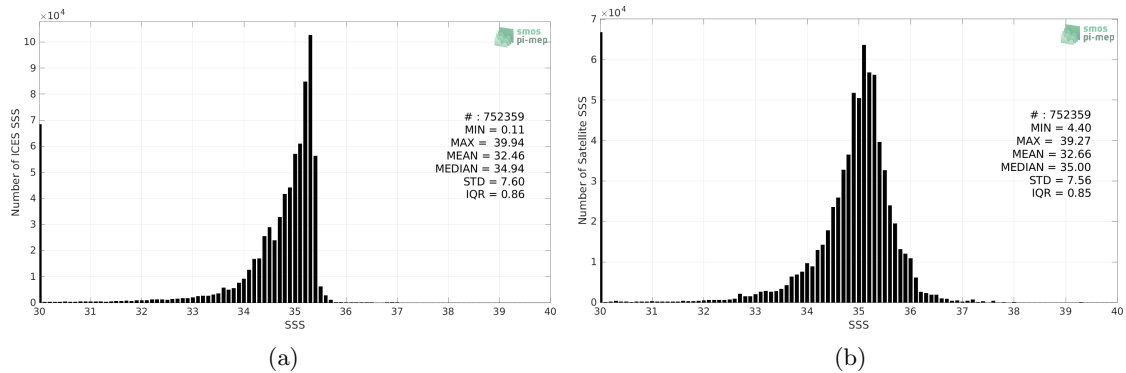 ×10⁴
10
9
8
7
6
5
4
3
2
1
0
Number of ICES SSS
30 31 32 33 34 35 36 37 38 39 40
SSS
smos
pi-mep
# : 752359
MIN = 0.11
MAX = 39.94
MEAN = 32.46
MEDIAN = 34.94
STD = 7.60
IQR = 0.86
(a)
×10⁴
7
6
5
4
3
2
1
0
Number of Satellite SSS
30 31 32 33 34 35 36 37 38 39 40
SSS
smos
pi-mep
# : 752359
MIN = 4.40
MAX = 39.27
MEAN = 32.66
MEDIAN = 35.00
STD = 7.56
IQR = 0.85
(b)